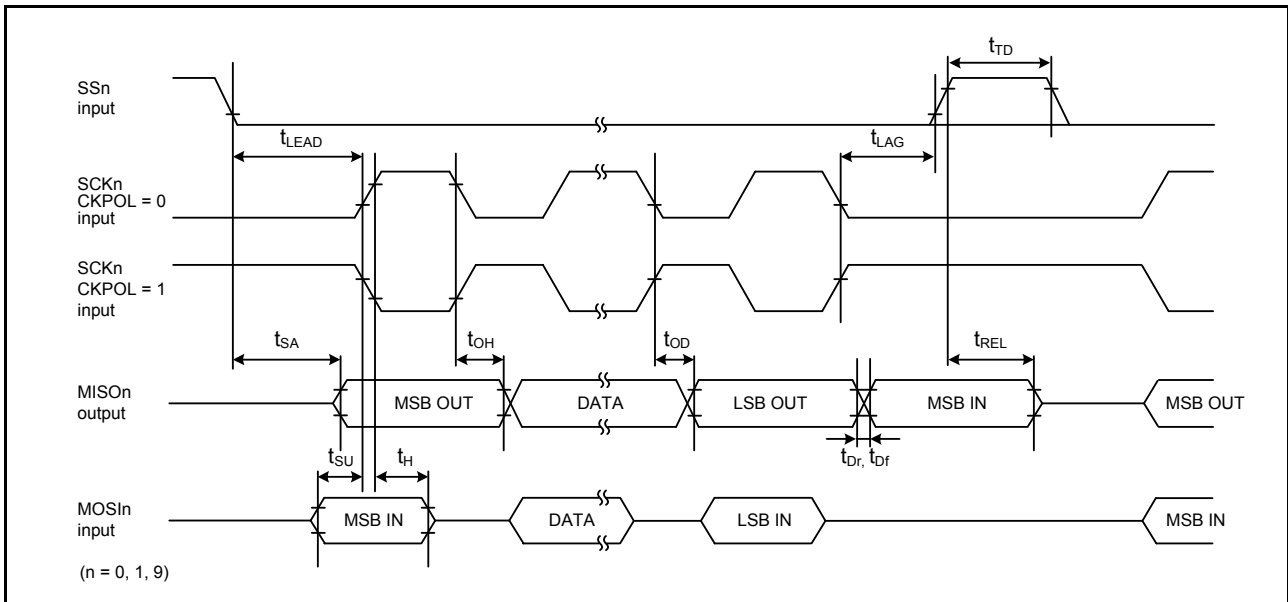 tTD
SSn
input
tLEAD
tLAG
SCKn
CKPOL = 0
input
SCKn
CKPOL = 1
input
tSA
tOH
tOD
tREL
MISOn
output
MSB OUT
DATA
LSB OUT
MSB IN
MSB OUT
tSU
tH
tDr, tDf
MOSIn
input
MSB IN
DATA
LSB IN
MSB IN
(n = 0, 1, 9)